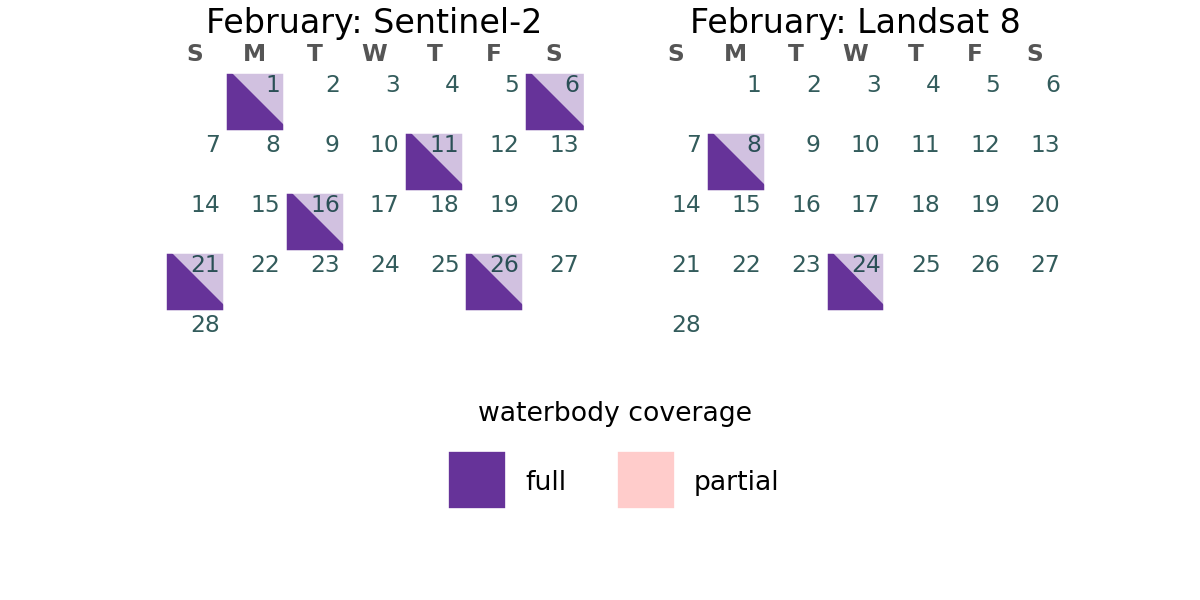 February: Sentinel-2
S M T W T F S
1 2 3 4 5 6
7 8 9 10 11 12 13
14 15 16 17 18 19 20
21 22 23 24 25 26 27
28
February: Landsat 8
S M T W T F S
1 2 3 4 5 6
7 8 9 10 11 12 13
14 15 16 17 18 19 20
21 22 23 24 25 26 27
28
waterbody coverage
full partial